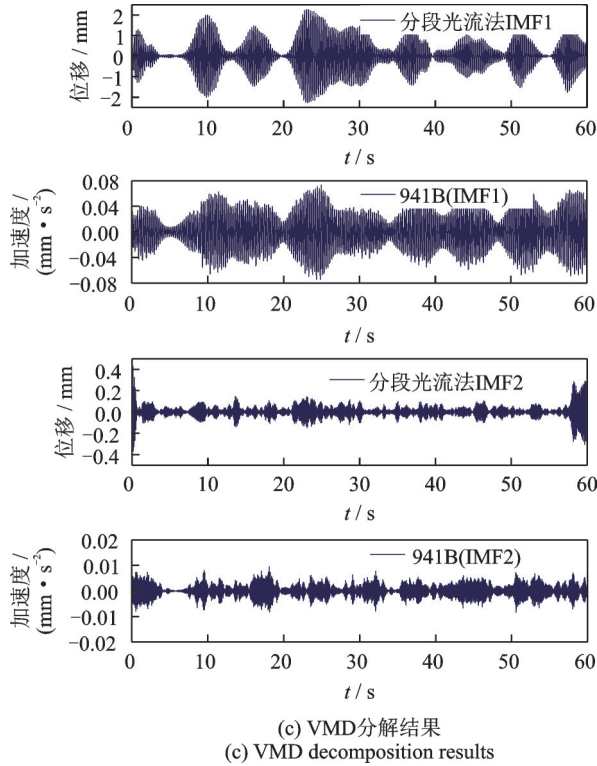 分段光流法IMF1
位移 / mm
2
1
0
−1
−2
0 10 20 30 40 50 60
t / s
941B(IMF1)
加速度 /
(mm·s⁻²)
0.08
0.04
0.00
−0.04
−0.08
0 10 20 30 40 50 60
t / s
分段光流法IMF2
位移 / mm
0.4
0.2
0.0
−0.2
−0.4
0 10 20 30 40 50 60
t / s
941B(IMF2)
加速度 /
(mm·s⁻²)
0.02
0.01
0.00
−0.01
−0.02
0 10 20 30 40 50 60
t / s
(c) VMD分解结果
(c) VMD decomposition results